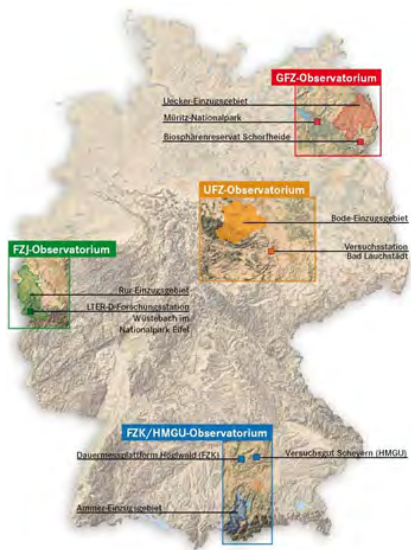 GFZ-Observatorium
Uecker-Einzugsgebiet
Müritz-Nationalpark
Biosphärenreservat Schorfheide
UFZ-Observatorium
Bode-Einzugsgebiet
Versuchsstation
Bad Lauchstädt
FZJ-Observatorium
Rur-Einzugsgebiet
LTER-D-Forschungsstation
Wüstebach im
Nationalpark Eifel
FZK/HMGU-Observatorium
Dauermessplattform Höglwald (FZK)
Versuchsgut Scheyern (HMGU)
Ammer-Einzugsgebiet